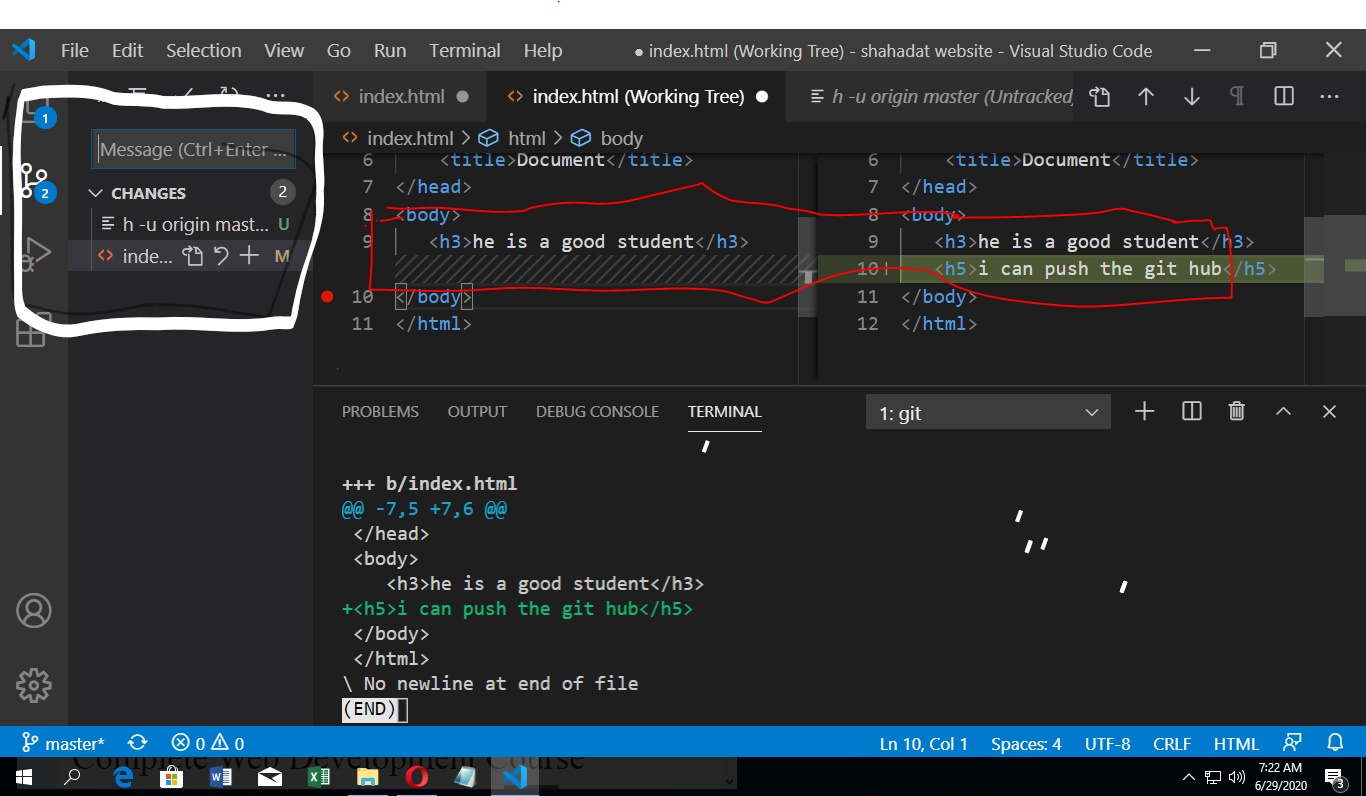 File Edit Selection View Go Run Terminal Help
● index.html (Working Tree) - shahadat website - Visual Studio Code
1
2
Message (Ctrl+Enter ...
CHANGES 2
h -u origin mast... U
inde... M
index.html ●
index.html (Working Tree) ●
h -u origin master (Untracked
index.html > html > body
6 <title>Document</title>
7 </head>
8 <body>
9 <h3>he is a good student</h3>
10 </body>
11 </html>
6 <title>Document</title>
7 </head>
8 <body>
9 <h3>he is a good student</h3>
10 <h5>i can push the git hub</h5>
11 </body>
12 </html>
PROBLEMS OUTPUT DEBUG CONSOLE TERMINAL
1: git
+++ b/index.html
@@ -7,5 +7,6 @@
</head>
<body>
<h3>he is a good student</h3>
+<h5>i can push the git hub</h5>
</body>
</html>
\ No newline at end of file
(END)
master* 0 0
Ln 10, Col 1 Spaces: 4 UTF-8 CRLF HTML
Complete Web Development Course
7:22 AM
6/29/2020
3